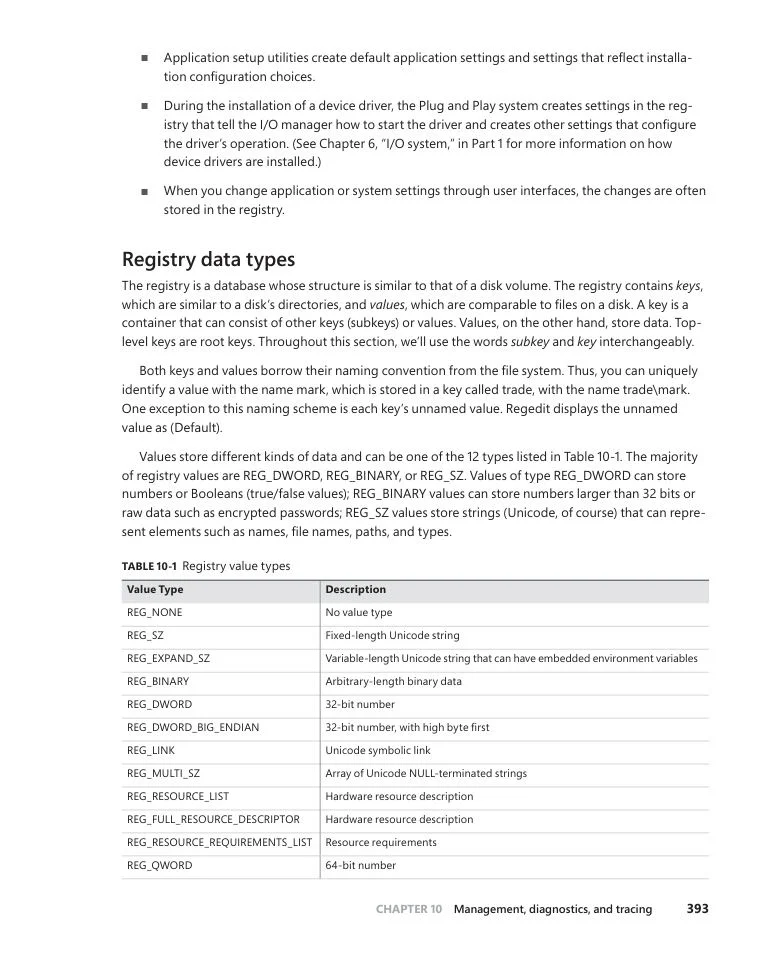 ■ Application setup utilities create default application settings and settings that reflect installa-
tion configuration choices.
■ During the installation of a device driver, the Plug and Play system creates settings in the reg-
istry that tell the I/O manager how to start the driver and creates other settings that configure
the driver’s operation. (See Chapter 6, “I/O system,” in Part 1 for more information on how
device drivers are installed.)
■ When you change application or system settings through user interfaces, the changes are often
stored in the registry.
Registry data types
The registry is a database whose structure is similar to that of a disk volume. The registry contains keys,
which are similar to a disk’s directories, and values, which are comparable to files on a disk. A key is a
container that can consist of other keys (subkeys) or values. Values, on the other hand, store data. Top-
level keys are root keys. Throughout this section, we’ll use the words subkey and key interchangeably.
Both keys and values borrow their naming convention from the file system. Thus, you can uniquely
identify a value with the name mark, which is stored in a key called trade, with the name trade\mark.
One exception to this naming scheme is each key’s unnamed value. Regedit displays the unnamed
value as (Default).
Values store different kinds of data and can be one of the 12 types listed in Table 10-1. The majority
of registry values are REG_DWORD, REG_BINARY, or REG_SZ. Values of type REG_DWORD can store
numbers or Booleans (true/false values); REG_BINARY values can store numbers larger than 32 bits or
raw data such as encrypted passwords; REG_SZ values store strings (Unicode, of course) that can repre-
sent elements such as names, file names, paths, and types.
TABLE 10-1 Registry value types
Value Type Description
REG_NONE No value type
REG_SZ Fixed-length Unicode string
REG_EXPAND_SZ Variable-length Unicode string that can have embedded environment variables
REG_BINARY Arbitrary-length binary data
REG_DWORD 32-bit number
REG_DWORD_BIG_ENDIAN 32-bit number, with high byte first
REG_LINK Unicode symbolic link
REG_MULTI_SZ Array of Unicode NULL-terminated strings
REG_RESOURCE_LIST Hardware resource description
REG_FULL_RESOURCE_DESCRIPTOR Hardware resource description
REG_RESOURCE_REQUIREMENTS_LIST Resource requirements
REG_QWORD 64-bit number
CHAPTER 10 Management, diagnostics, and tracing 393